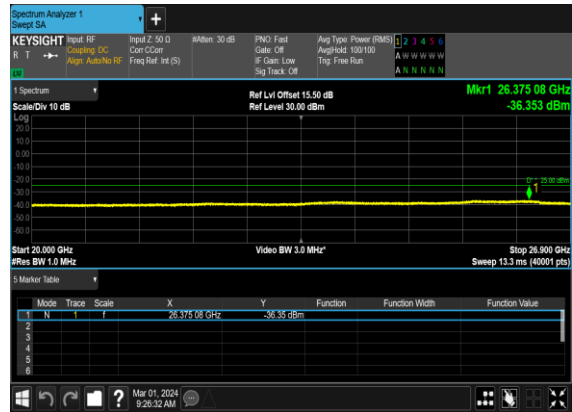 Spectrum Analyzer 1
Swept SA
+
KEYSIGHT Input: RF Input Z: 50 Ω #Atten: 30 dB PNO: Fast Avg Type: Power (RMS) 1 2 3 4 5 6
R T Coupling: DC Corr CCorr Gate: Off Avg|Hold: 100/100 A W W W W W
Align: Auto/No RF Freq Ref: Int (S) IF Gain: Low Trig: Free Run
Sig Track: Off A N N N N N
1 Spectrum Ref Lvl Offset 15.50 dB Mkr1 26.375 08 GHz
Scale/Div 10 dB Ref Level 30.00 dBm -36.353 dBm
Log
20.0
10.0
0.00
-10.0
-20.0 25.00 dBm
-30.0 1
-40.0
-50.0
-60.0
Start 20.000 GHz Video BW 3.0 MHz* Stop 26.900 GHz
#Res BW 1.0 MHz Sweep 13.3 ms (40001 pts)
5 Marker Table
Mode Trace Scale X Y Function Function Width Function Value
1 N 1 f 26.375 08 GHz -36.35 dBm
2
3
4
5
6
? Mar 01, 2024
9:26:32 AM